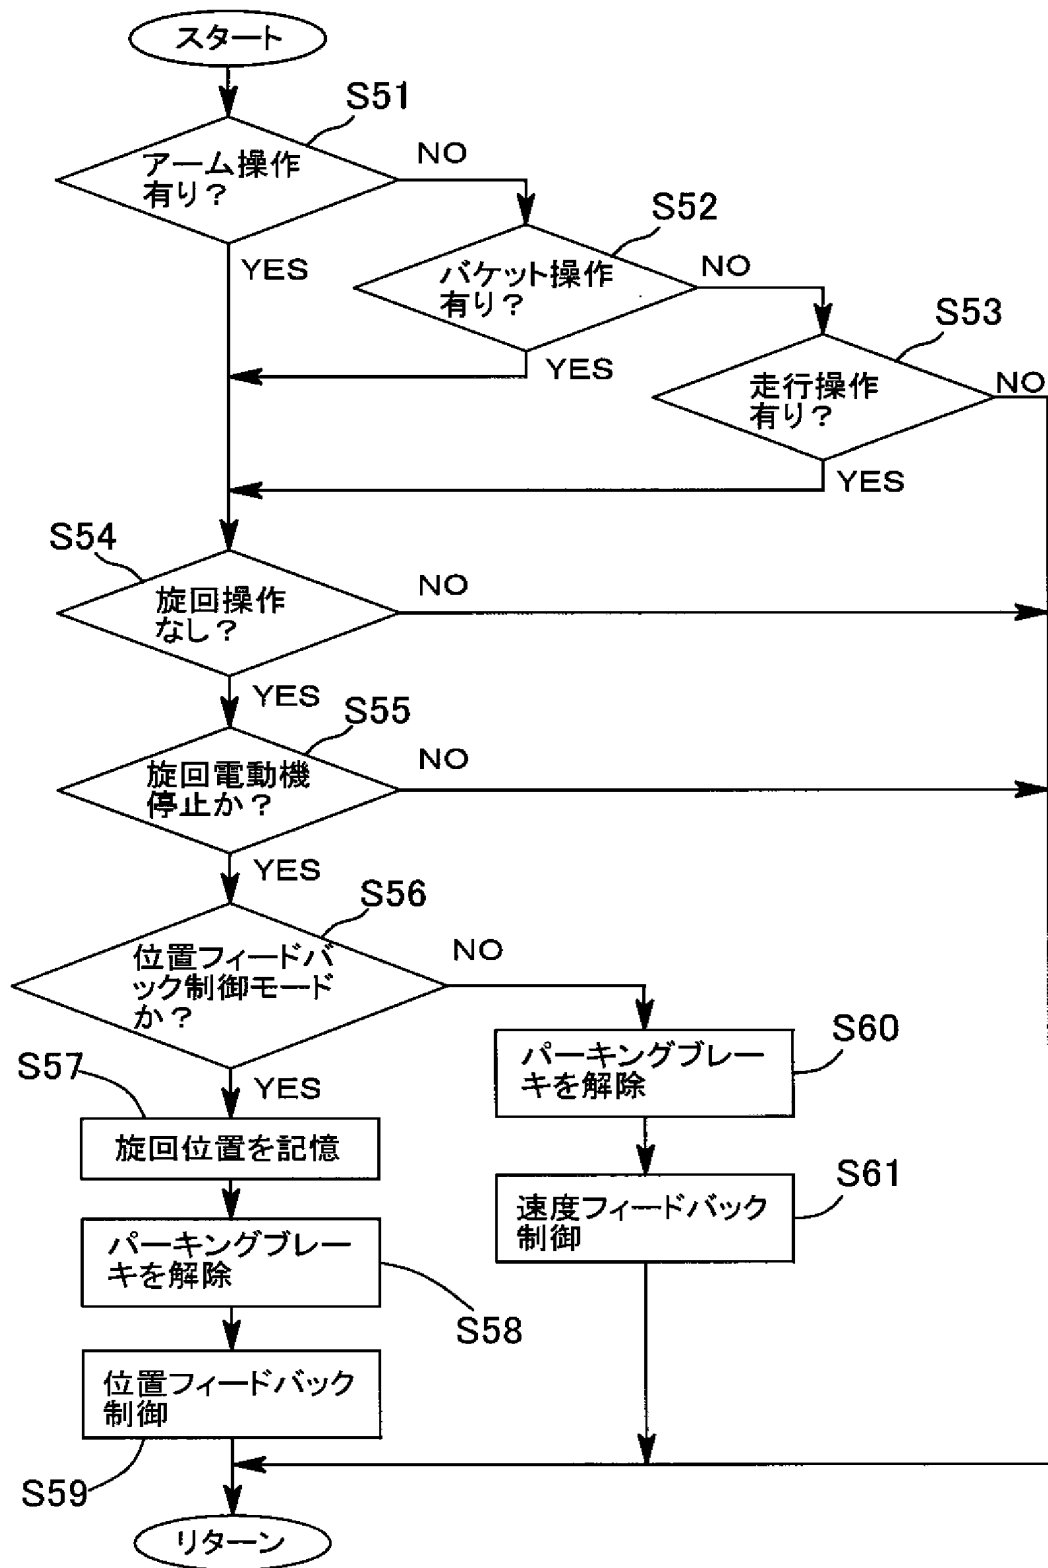 スタート
S51
アーム操作
有り?
NO
YES
S52
バケット操作
有り?
NO
YES
S53
走行操作
有り?
NO
YES
S54
旋回操作
なし?
NO
YES
S55
旋回電動機
停止か?
NO
YES
S56
位置フィードバ
ック制御モード
か?
NO
YES
S57
旋回位置を記憶
S60
パーキングブレー
キを解除
S61
速度フィードバック
制御
パーキングブレー
キを解除
S58
位置フィードバック
制御
S59
リターン